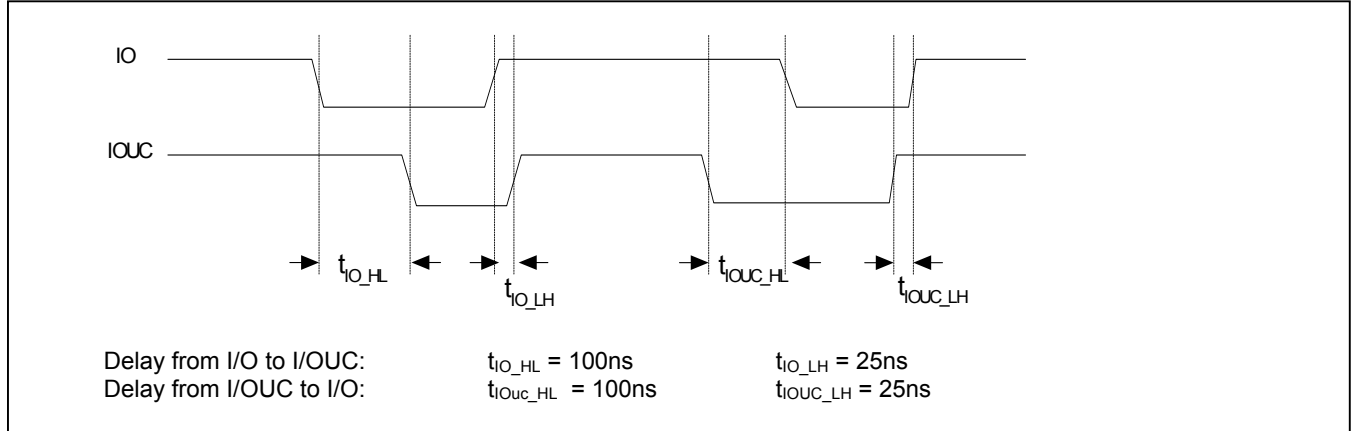 IO
IOUC
tIO_HL
tIO_LH
tIOUC_HL
tIOUC_LH
Delay from I/O to I/OUC: tIO_HL = 100ns tIO_LH = 25ns
Delay from I/OUC to I/O: tIOuc_HL = 100ns tIOUC_LH = 25ns